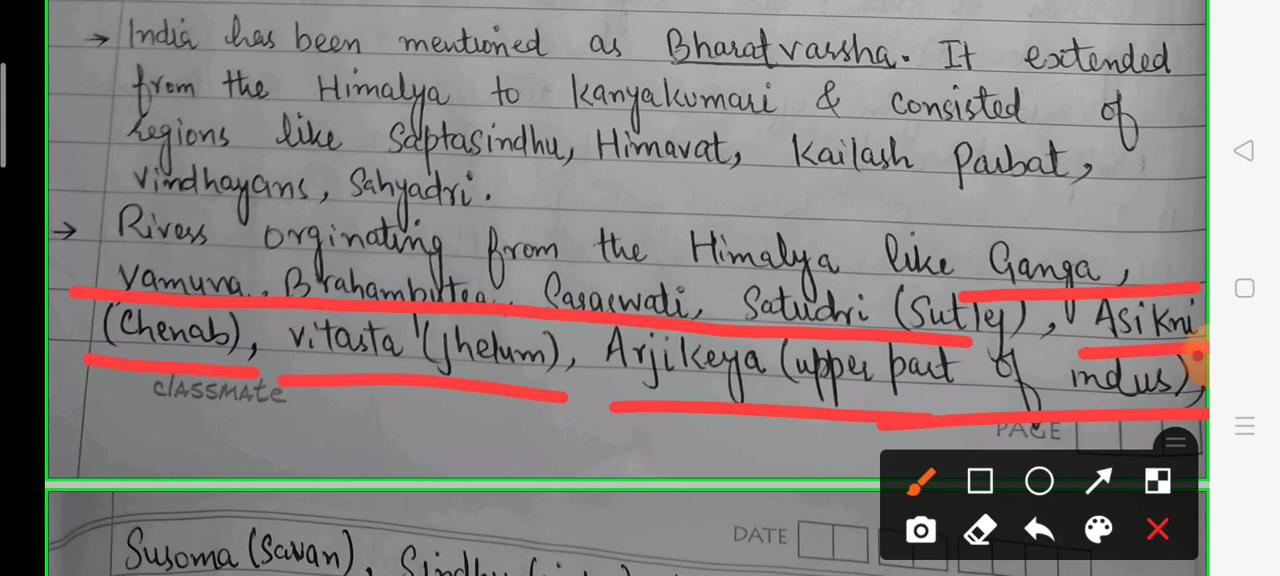 → India has been mentioned as Bharatvarsha. It extended
from the Himalya to Kanyakumari & consisted of
regions like Saptasindhu, Himavat, Kailash Parbat,
Vindhayans, Sahyadri.
→ Rivers orginating from the Himalya like Ganga,
Yamuna, Brahambutra, Saraswati, Satudri (Sutlej), Asikni
(Chenab), Vitasta (Jhelum), Arjikeya (upper part of indus),
classmate
PAGE
DATE
Susoma (Savan), Sindhu